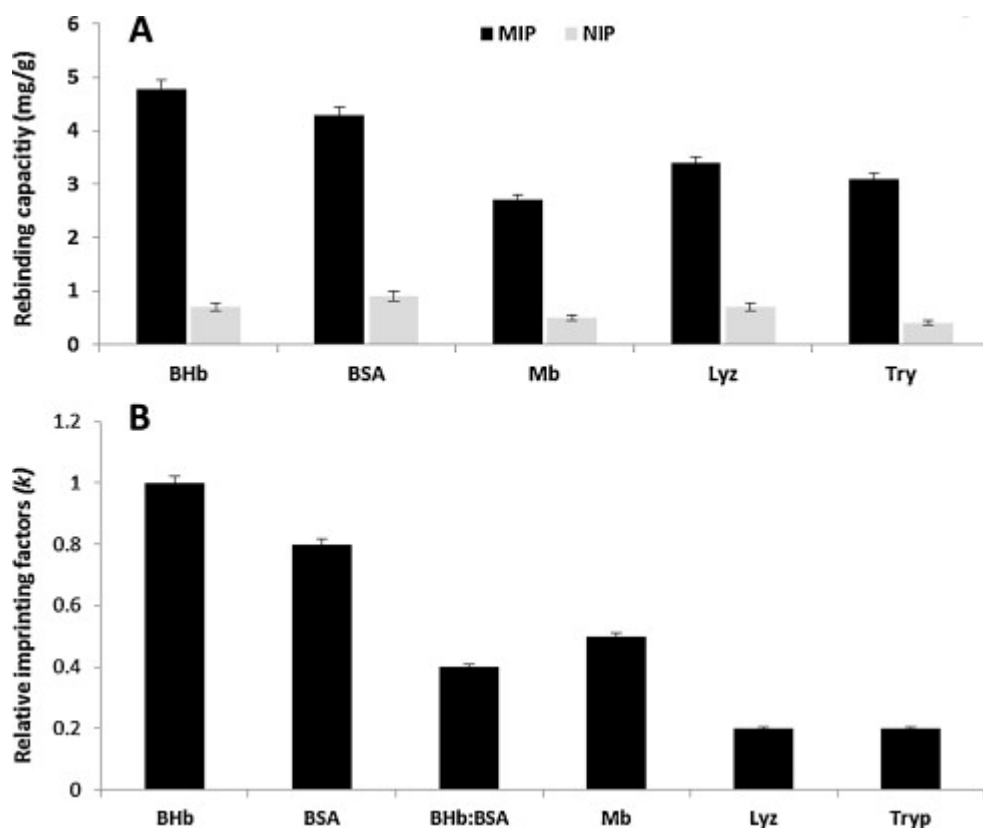 A
MIP NIP
Rebinding capacitiy (mg/g)
6
5
4
3
2
1
0
BHb BSA Mb Lyz Try
B
Relative imprinting factors (k)
1.2
1
0.8
0.6
0.4
0.2
0
BHb BSA BHb:BSA Mb Lyz Tryp